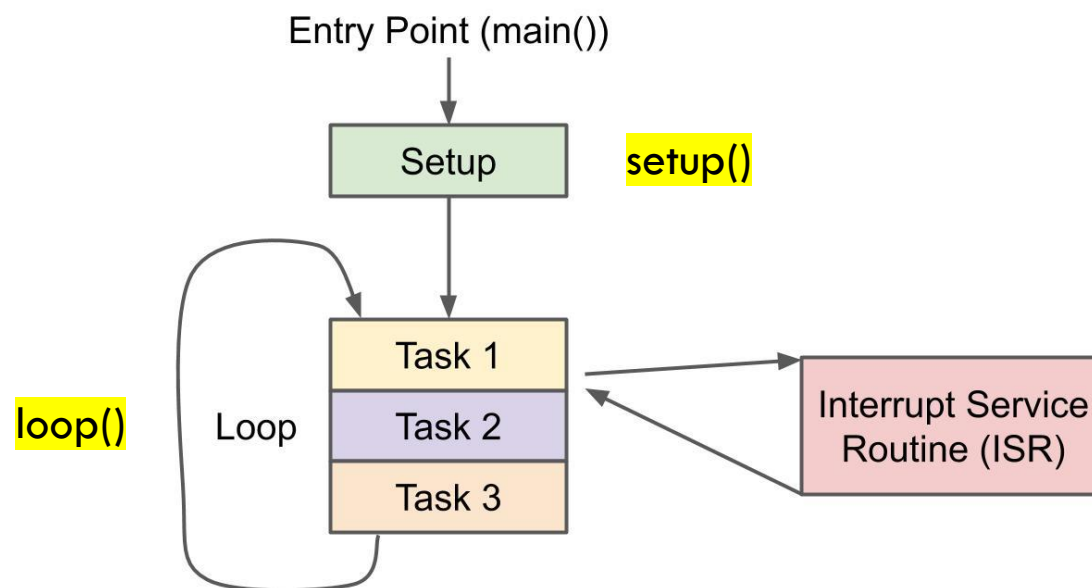 Entry Point (main())
Setup
setup()
Task 1
loop()
Loop
Task 2
Task 3
Interrupt Service
Routine (ISR)